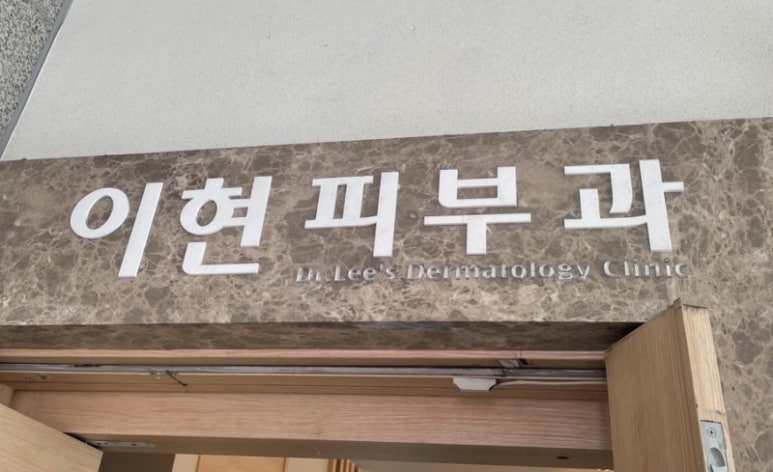 이현피부과
Dr.Lee's Dermatology Clinic